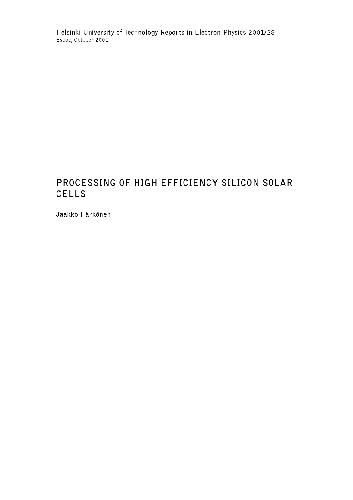 Helsinki University of Technology Reports in Electron Physics 2001/28
Espoo, October 2001
PROCESSING OF HIGH EFFICIENCY SILICON SOLAR
CELLS
Jaakko Härkönen